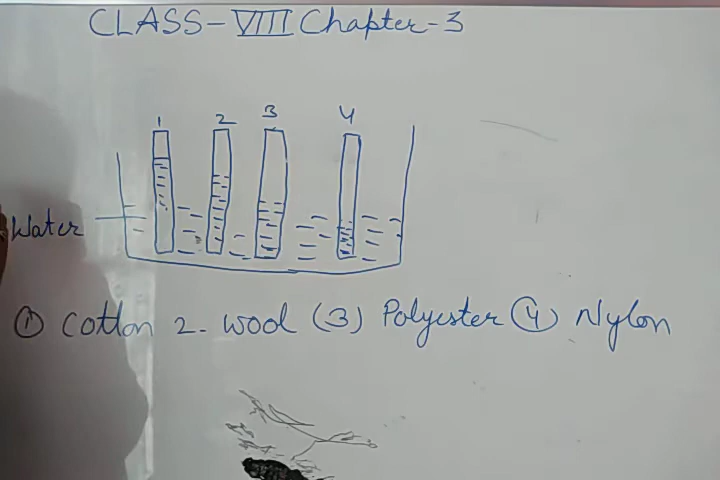 CLASS-VIII Chapter-3
1 2 3 4
Water
① Cotton 2. Wool (3) Polyester ④ Nylon